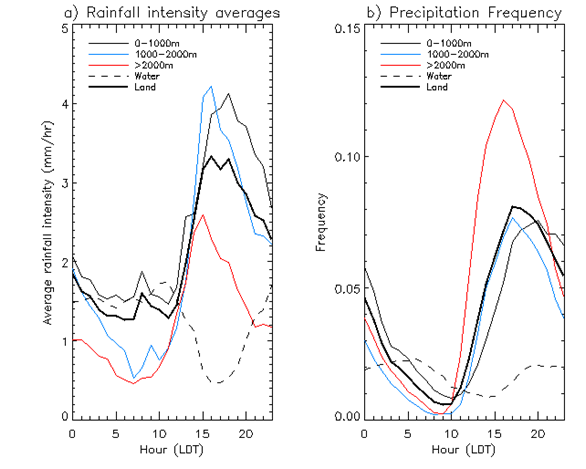 a) Rainfall intensity averages
b) Precipitation Frequency
0-1000m
1000-2000m
>2000m
Water
Land
0-1000m
1000-2000m
>2000m
Water
Land
Average rainfall intensity (mm/hr)
5
4
3
2
1
0
0 5 10 15 20
Hour (LDT)
Frequency
0.15
0.10
0.05
0.00
0 5 10 15 20
Hour (LDT)